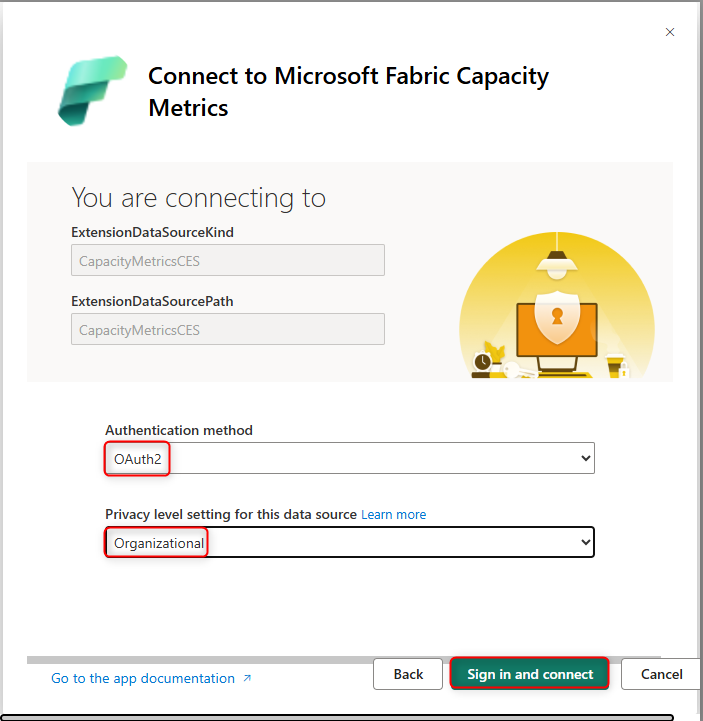 Connect to Microsoft Fabric Capacity
Metrics
You are connecting to
ExtensionDataSourceKind
CapacityMetricsCES
ExtensionDataSourcePath
CapacityMetricsCES
Authentication method
OAuth2
Privacy level setting for this data source Learn more
Organizational
Go to the app documentation
Back
Sign in and connect
Cancel